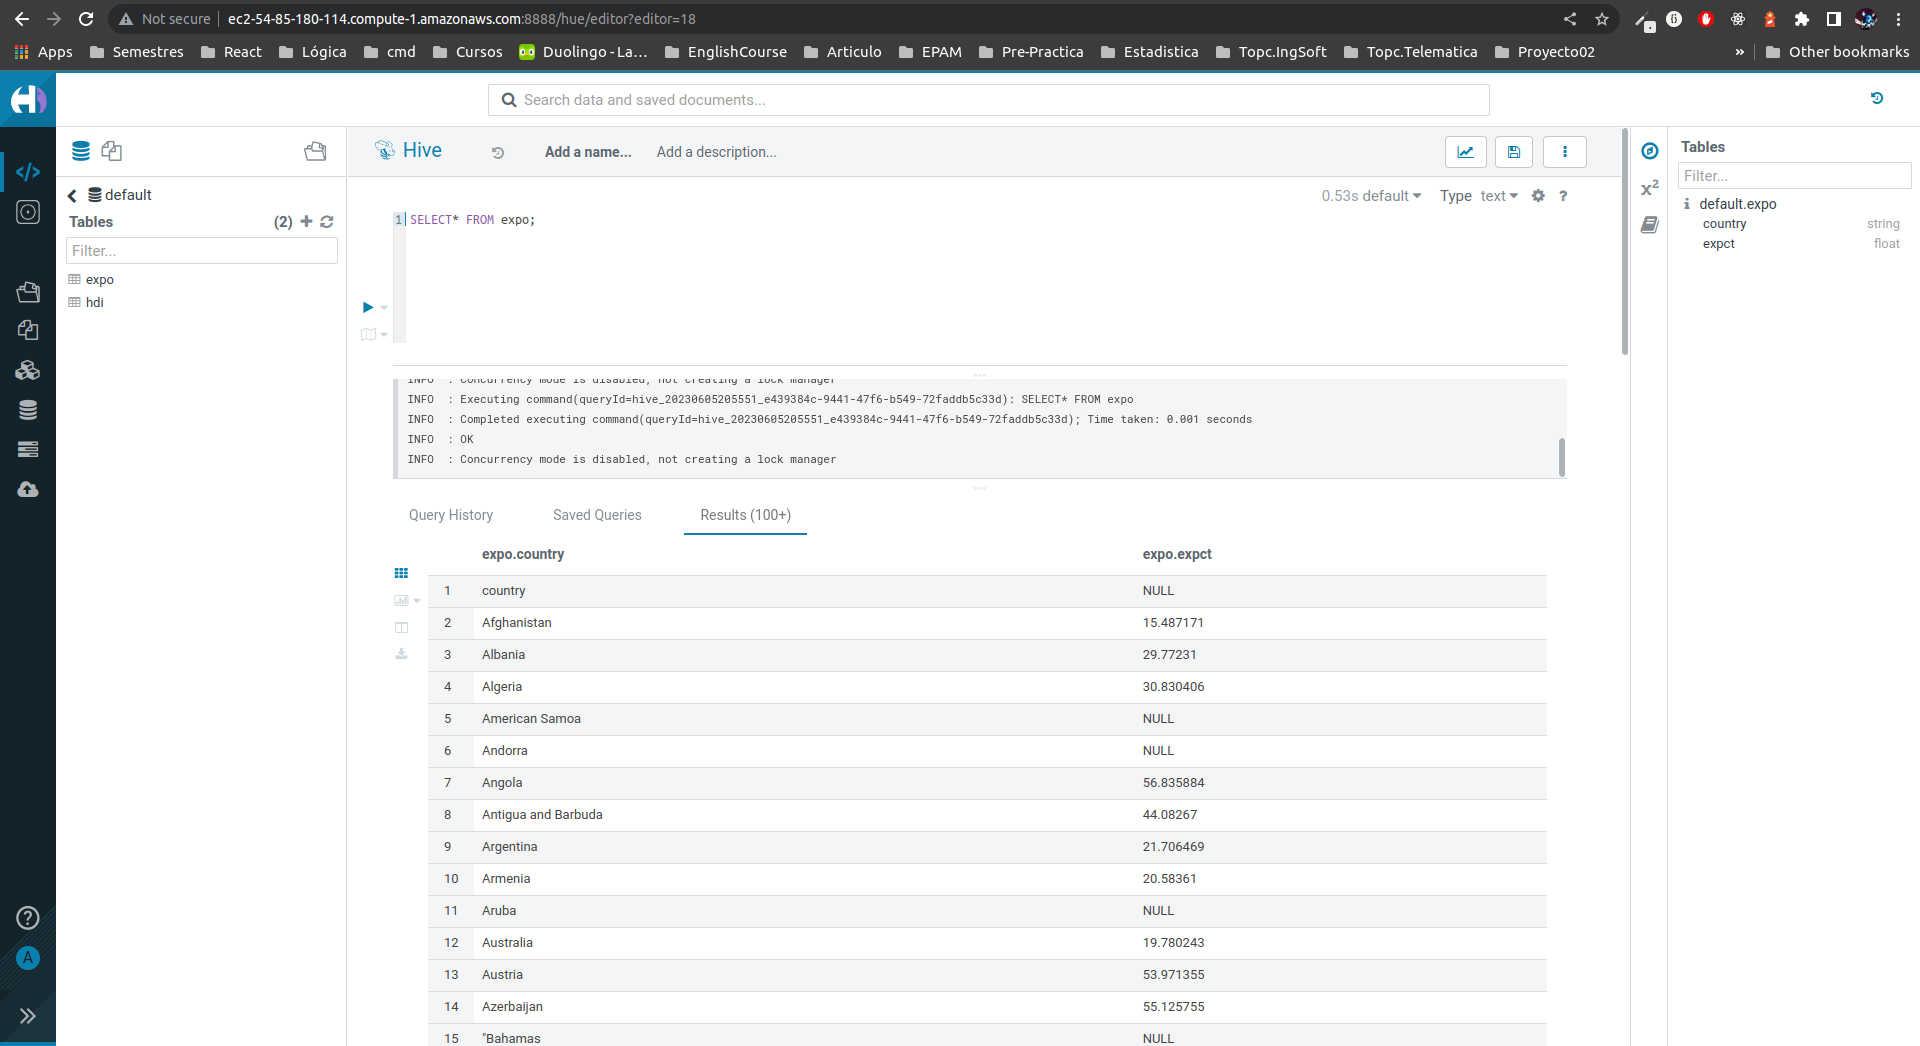 Not secure ec2-54-85-180-114.compute-1.amazonaws.com:8888/hue/editor?editor=18
Apps Semestres React Lógica cmd Cursos Duolingo - La... EnglishCourse Articulo EPAM Pre-Practica Estadistica Topc.IngSoft Topc.Telematica Proyecto02 » Other bookmarks
Search data and saved documents...
Hive Add a name... Add a description...
default
Tables (2)
Filter...
expo
hdi
0.53s default Type text ?
1 SELECT* FROM expo;
INFO : Concurrency mode is disabled, not creating a lock manager
INFO : Executing command(queryId=hive_20230605205551_e439384c-9441-47f6-b549-72faddb5c33d): SELECT* FROM expo
INFO : Completed executing command(queryId=hive_20230605205551_e439384c-9441-47f6-b549-72faddb5c33d); Time taken: 0.001 seconds
INFO : OK
INFO : Concurrency mode is disabled, not creating a lock manager
Query History Saved Queries Results (100+)
expo.country expo.expct
1 country NULL
2 Afghanistan 15.487171
3 Albania 29.77231
4 Algeria 30.830406
5 American Samoa NULL
6 Andorra NULL
7 Angola 56.835884
8 Antigua and Barbuda 44.08267
9 Argentina 21.706469
10 Armenia 20.58361
11 Aruba NULL
12 Australia 19.780243
13 Austria 53.971355
14 Azerbaijan 55.125755
15 "Bahamas NULL
x²
Tables
Filter...
default.expo
country string
expct float
A